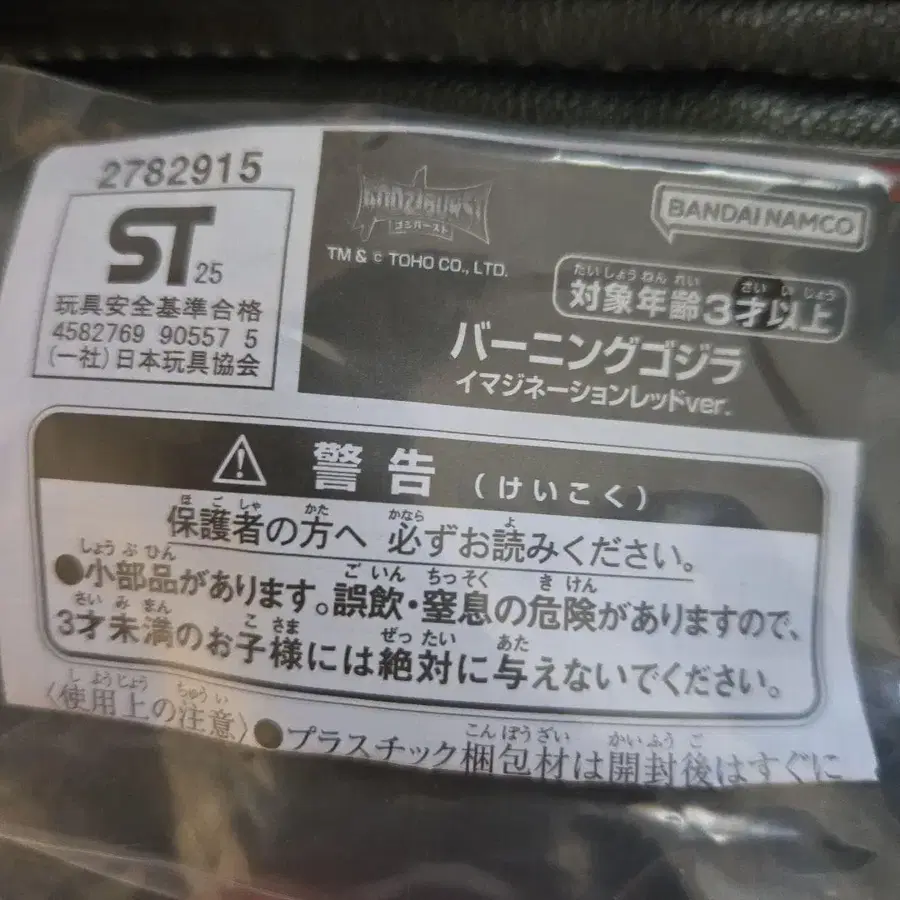 2782915
ST 25
玩具安全基準合格
4582769 90557 5
(一社)日本玩具協会
GODZIBURST
ゴジバースト
TM & © TOHO CO., LTD.
BANDAI NAMCO
たいしょうねんれい さいいじょう
対象年齢3才以上
バーニングゴジラ
イマジネーションレッドver.
警告 (けいこく)
ほごしゃ かた かなら よ
保護者の方へ 必ずお読みください。
しょうぶひん ごいん ちっそく きけん
●小部品があります。誤飲・窒息の危険がありますので、
さいみまん こさま ぜったい あた
3才未満のお子様には絶対に与えないでください。
しようじょう ちゅうい
〈使用上の注意〉
こんぽうざい かいふうご
●プラスチック梱包材は開封後はすぐに